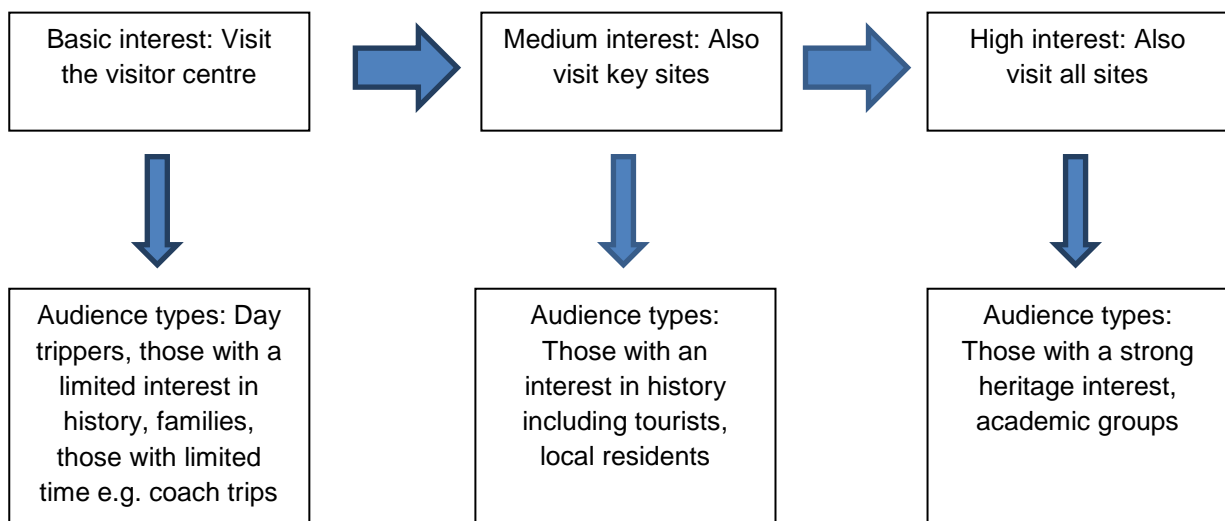 Basic interest: Visit
the visitor centre
Medium interest: Also
visit key sites
High interest: Also
visit all sites
Audience types: Day
trippers, those with a
limited interest in
history, families,
those with limited
time e.g. coach trips
Audience types:
Those with an
interest in history
including tourists,
local residents
Audience types:
Those with a strong
heritage interest,
academic groups